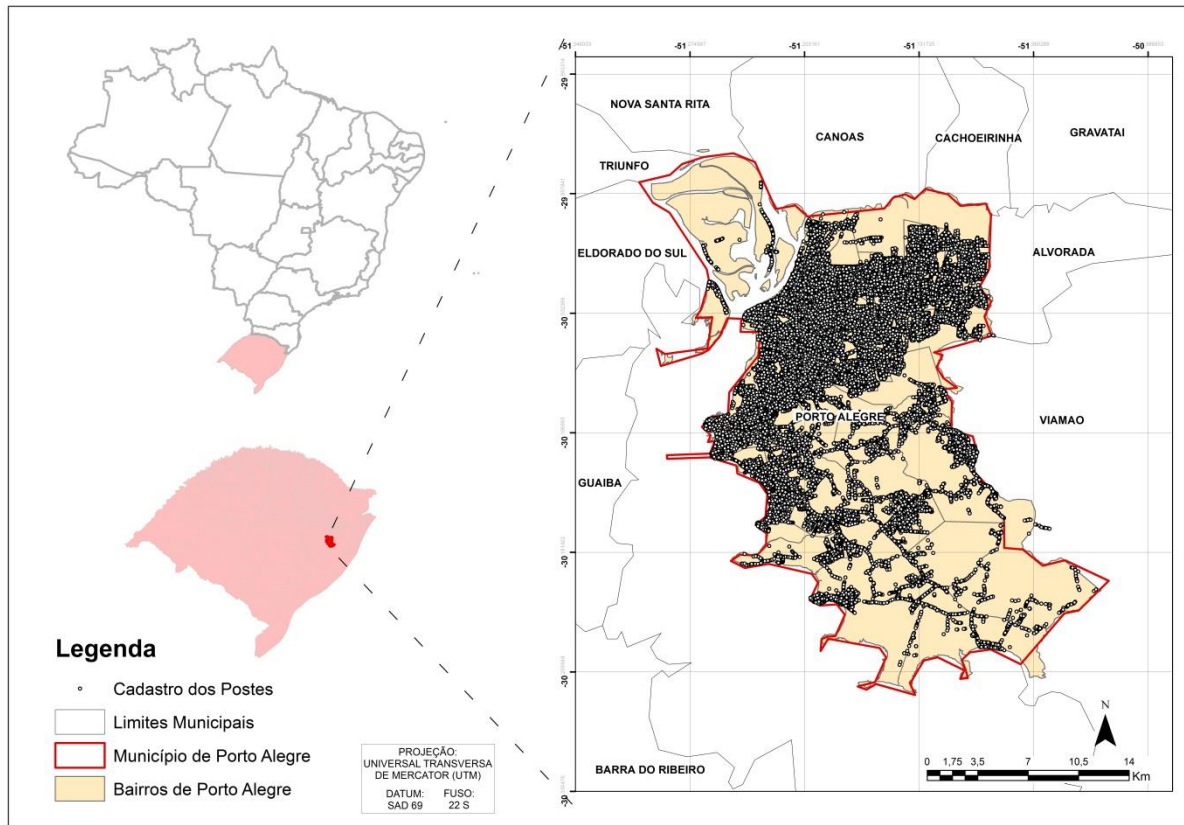 -51
-51
-51
-51
-51
-50
-29
NOVA SANTA RITA
CANOAS
CACHOEIRINHA
GRAVATAI
TRIUNFO
-29
ELDORADO DO SUL
ALVORADA
-30
PORTO ALEGRE
VIAMAO
-30
GUAIBA
-30
-30
BARRA DO RIBEIRO
-30
N
0 1,75 3,5 7 10,5 14
Km
Legenda
Cadastro dos Postes
Limites Municipais
Município de Porto Alegre
Bairros de Porto Alegre
PROJEÇÃO:
UNIVERSAL TRANSVERSA
DE MERCATOR (UTM)
DATUM: FUSO:
SAD 69 22 S